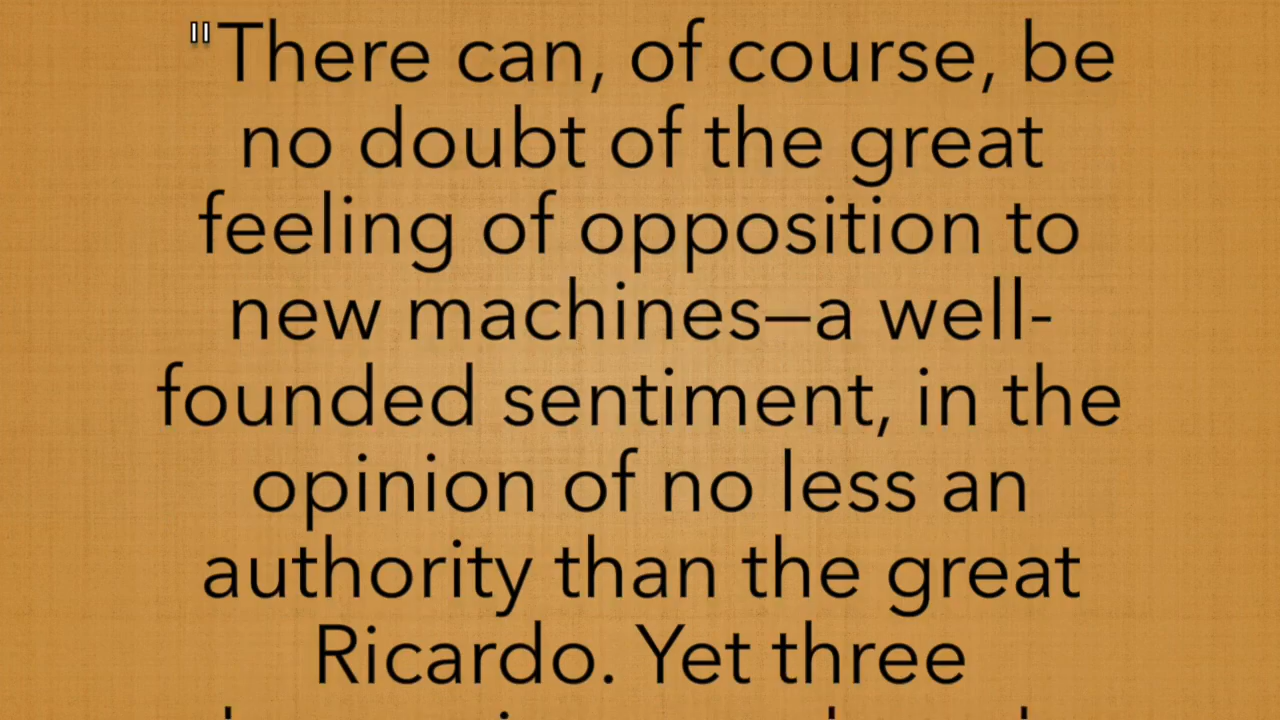 "There can, of course, be
no doubt of the great
feeling of opposition to
new machines—a well-
founded sentiment, in the
opinion of no less an
authority than the great
Ricardo. Yet three